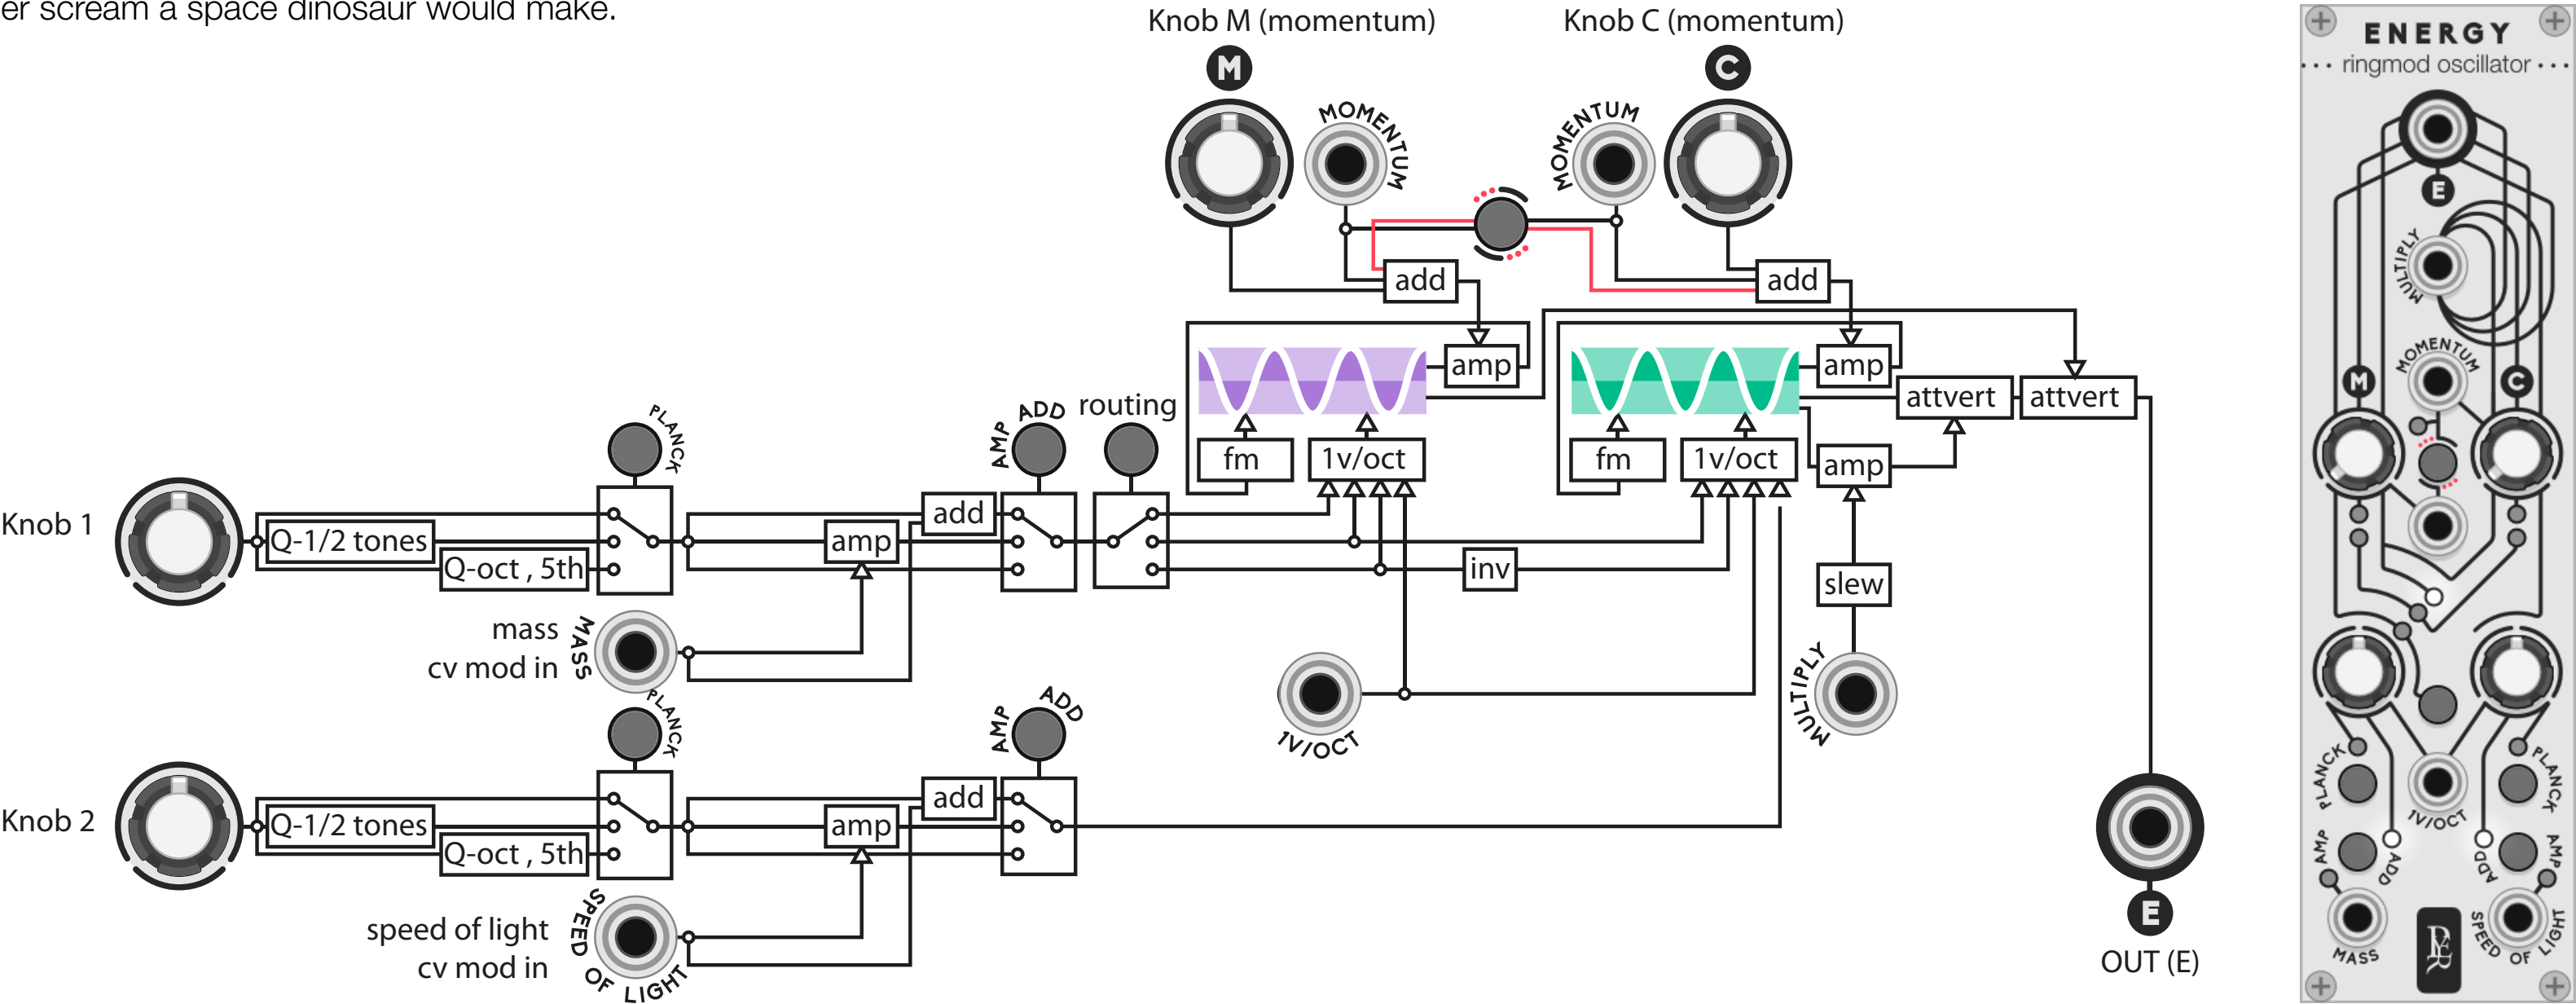 er scream a space dinosaur would make.
Knob M (momentum)
Knob C (momentum)
M
C
MOMENTUM
MOMENTUM
add
add
amp
amp
attvert
attvert
fm
1v/oct
fm
1v/oct
amp
PLANCK
AMP ADD
routing
Knob 1
Q-1/2 tones
Q-oct , 5th
add
amp
inv
slew
mass
cv mod in
MASS
1V/OCT
MULTIPLY
PLANCK
AMP ADD
Knob 2
Q-1/2 tones
Q-oct , 5th
add
amp
speed of light
cv mod in
SPEED OF LIGHT
E
OUT (E)
ENERGY
ringmod oscillator
E
MULTIPLY
MOMENTUM
M
C
PLANCK
PLANCK
1V/OCT
AMP
ADD
ADD
AMP
MASS
SPEED OF LIGHT